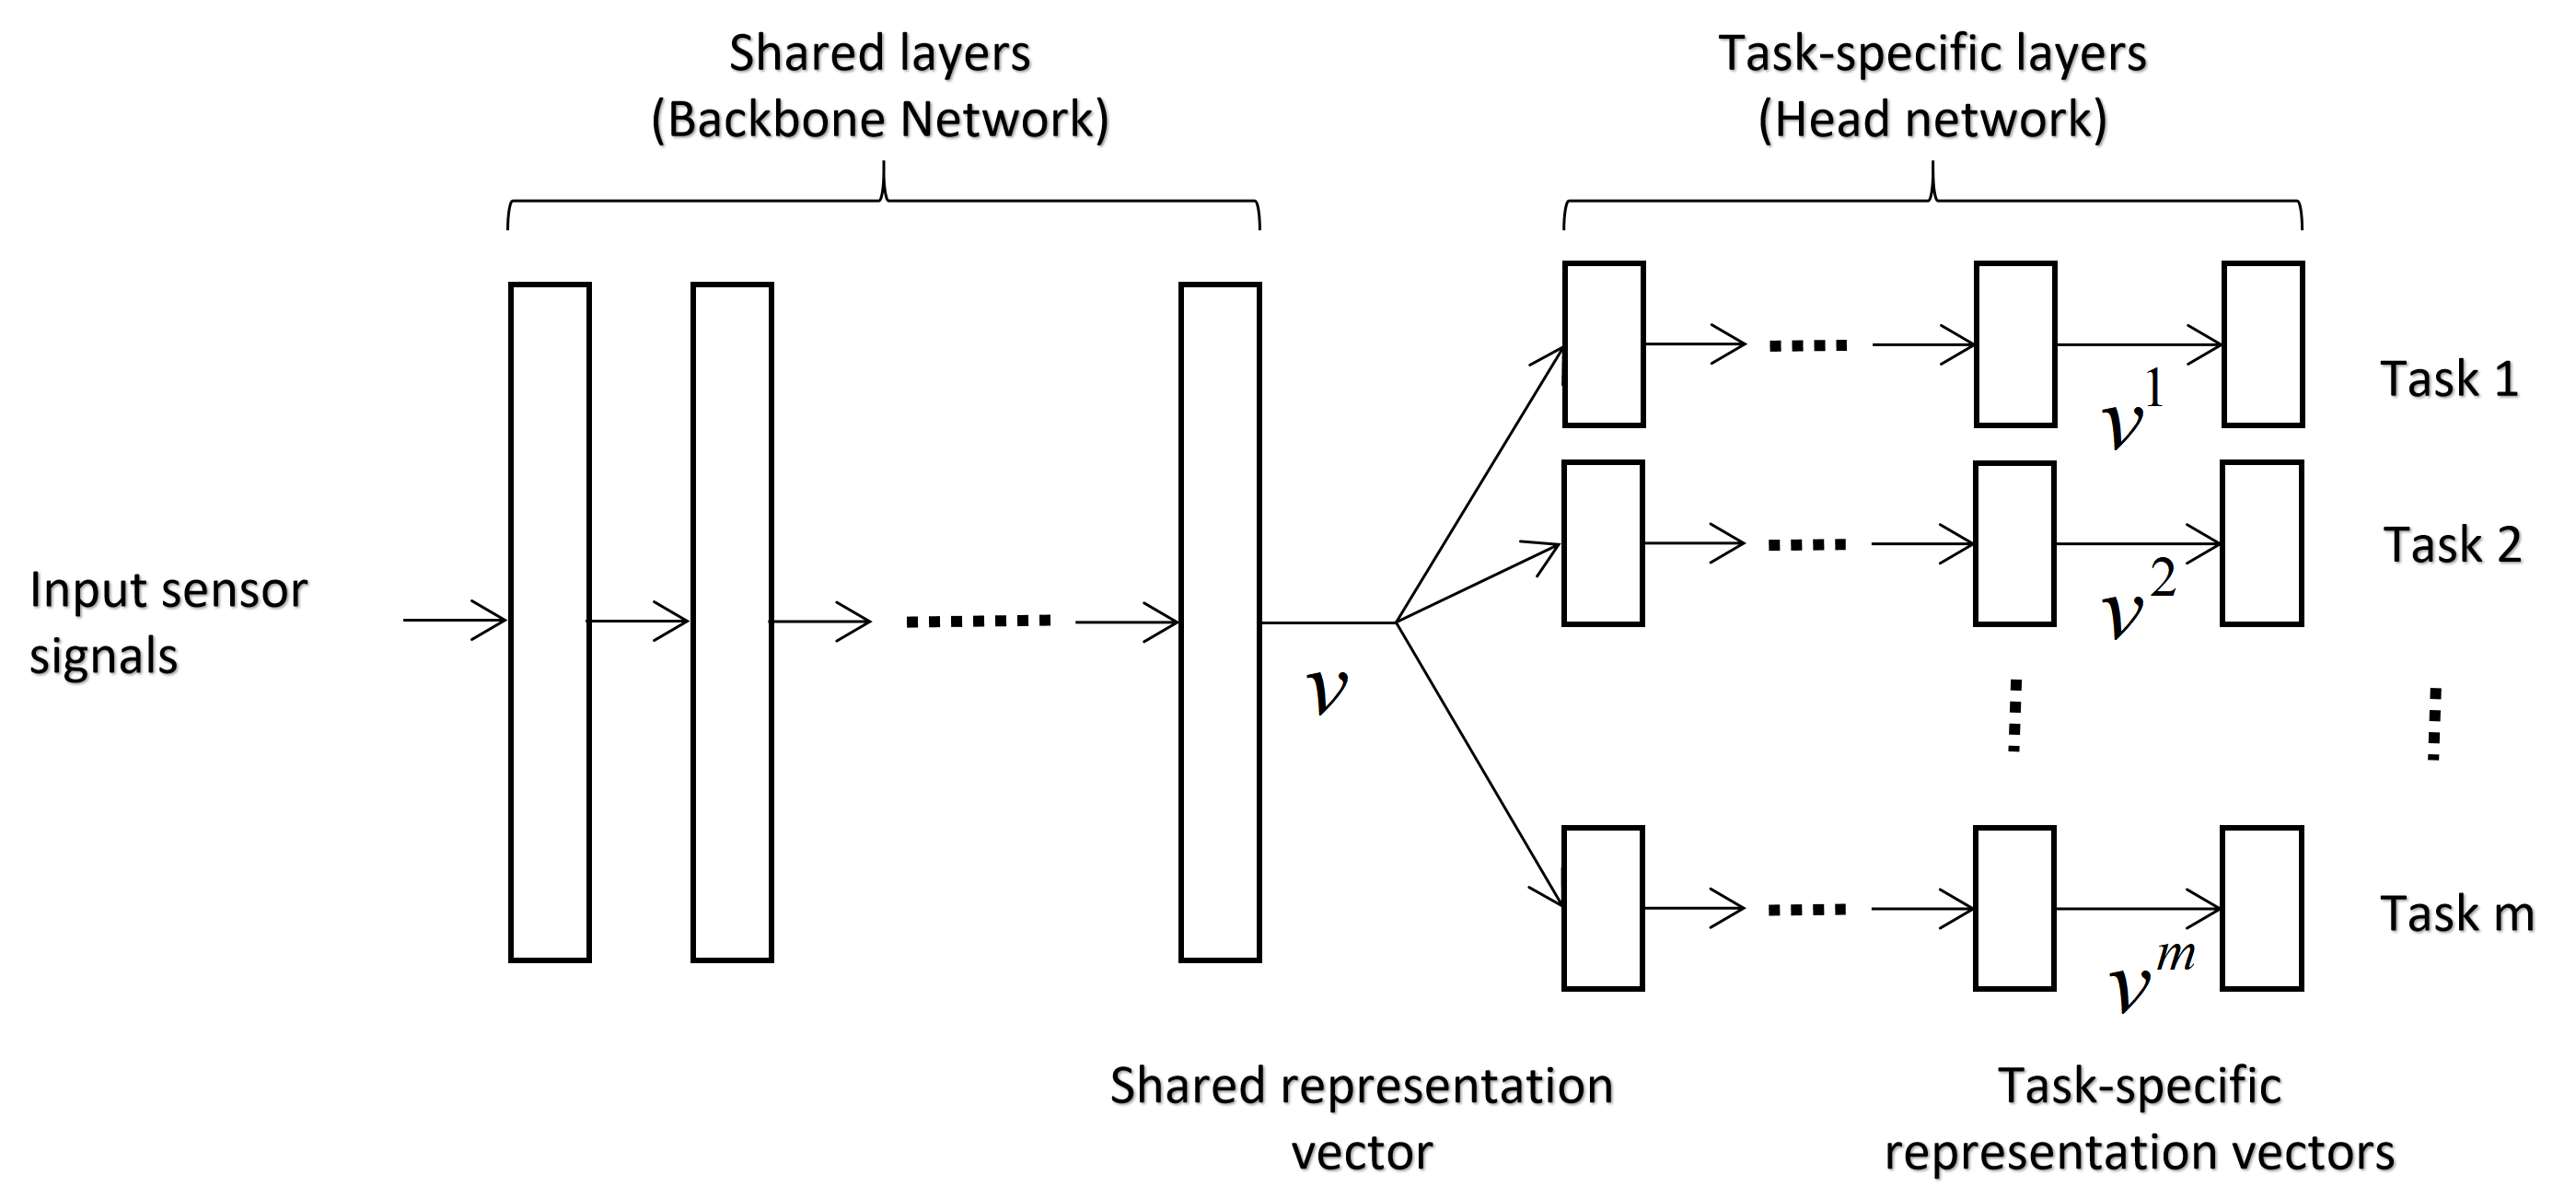 Shared layers
(Backbone Network)
Task-specific layers
(Head network)
Input sensor
signals
v
v^1
Task 1
v^2
Task 2
v^m
Task m
Shared representation
vector
Task-specific
representation vectors